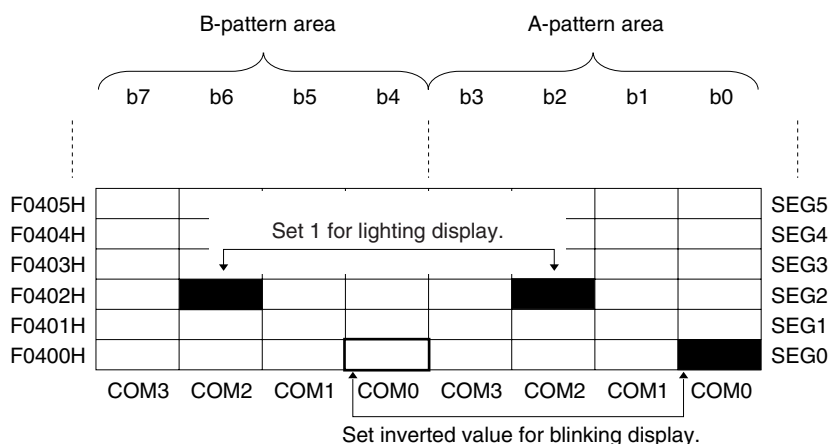 B-pattern area A-pattern area
b7 b6 b5 b4 b3 b2 b1 b0
F0405H SEG5
F0404H Set 1 for lighting display. SEG4
F0403H SEG3
F0402H SEG2
F0401H SEG1
F0400H SEG0
COM3 COM2 COM1 COM0 COM3 COM2 COM1 COM0
Set inverted value for blinking display.